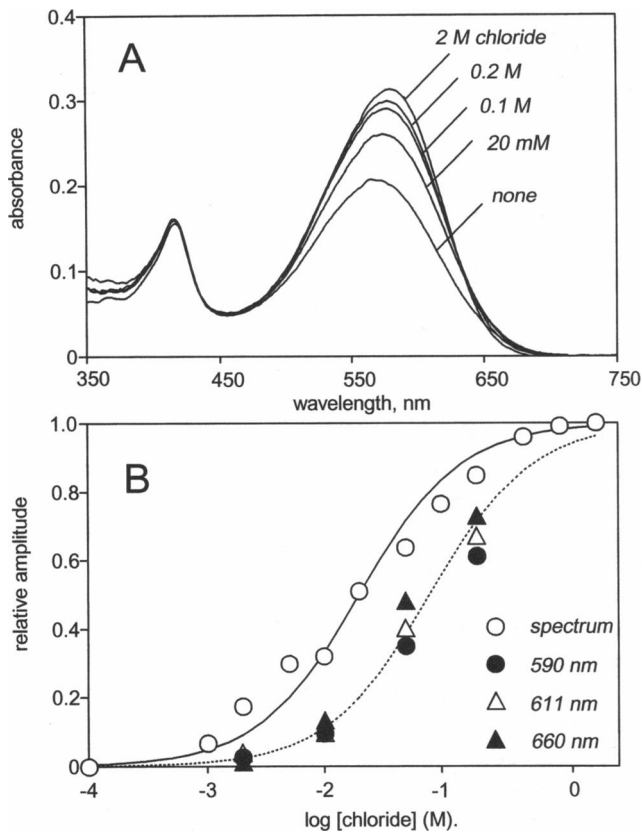 0.4
A
2 M chloride
0.2 M
0.1 M
20 mM
none
0.3
0.2
0.1
0
absorbance
350
450
550
650
750
wavelength, nm
1.0
B
0.8
0.6
0.4
0.2
0
relative amplitude
spectrum
590 nm
611 nm
660 nm
-4
-3
-2
-1
0
log [chloride] (M).